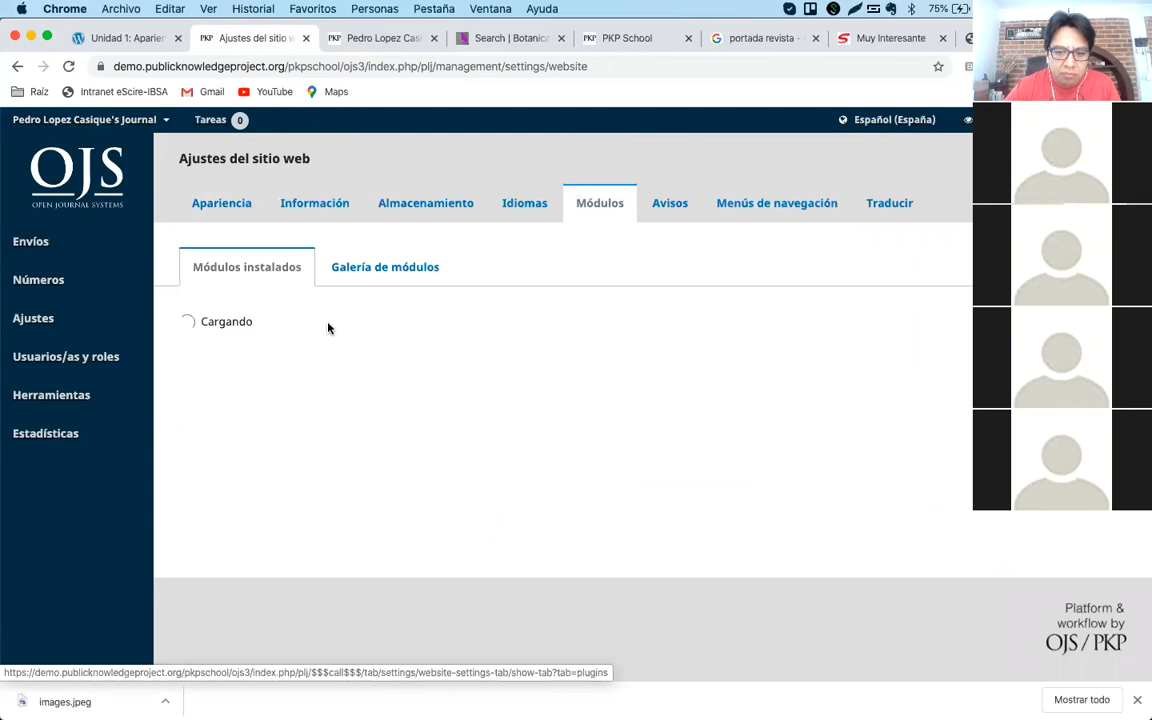 Chrome Archivo Editar Ver Historial Favoritos Personas Pestaña Ventana Ayuda 75%
Unidad 1: Aparien
Ajustes del sitio w
PKP Pedro Lopez Cas
Search | Botanica
PKP PKP School
portada revista -
Muy Interesante
demo.publicknowledgeproject.org/pkpschool/ojs3/index.php/plj/management/settings/website
Raíz Intranet eScire-IBSA Gmail YouTube Maps
Pedro Lopez Casique's Journal Tareas 0 Español (España)
OJS
OPEN JOURNAL SYSTEMS
Envíos
Números
Ajustes
Usuarios/as y roles
Herramientas
Estadísticas
Ajustes del sitio web
Apariencia Información Almacenamiento Idiomas Módulos Avisos Menús de navegación Traducir
Módulos instalados Galería de módulos
Cargando
Platform &
workflow by
OJS / PKP
https://demo.publicknowledgeproject.org/pkpschool/ojs3/index.php/plj/$$$call$$$/tab/settings/website-settings-tab/show-tab?tab=plugins
images.jpeg Mostrar todo